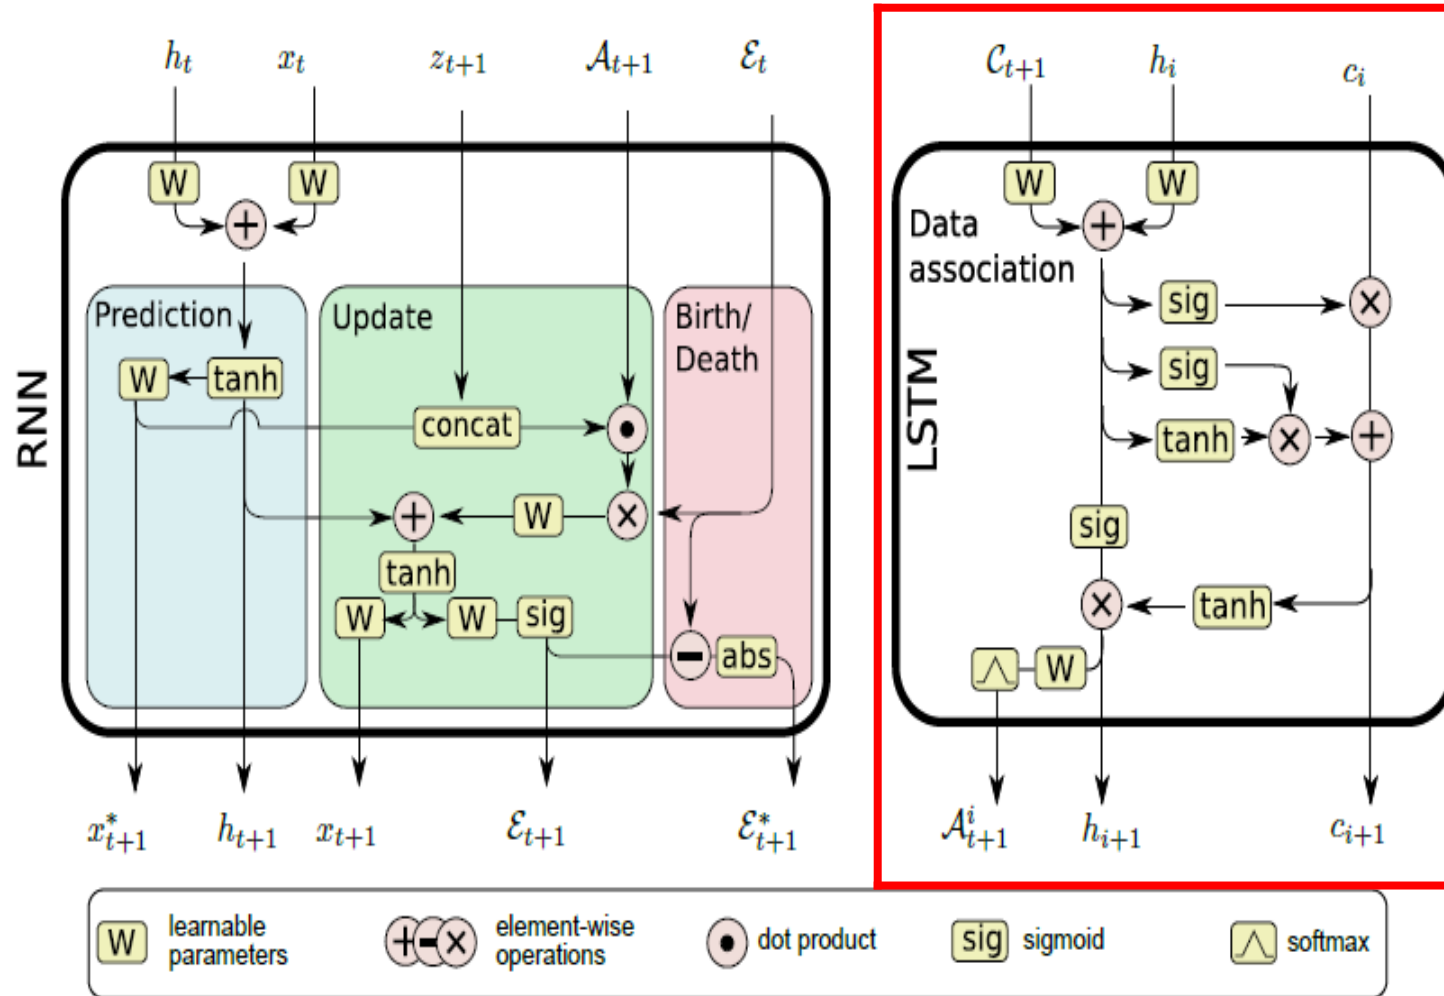 h_t x_t z_{t+1} A_{t+1} E_t
C_{t+1} h_i c_i
RNN
W W
+
Prediction
W tanh
Update
concat
•
+ W ×
tanh
W W sig
Birth/
Death
− abs
x*_{t+1} h_{t+1} x_{t+1} E_{t+1} E*_{t+1}
LSTM
W W
+
Data
association
sig ×
sig
tanh × +
sig
× tanh
W
A^i_{t+1} h_{i+1} c_{i+1}
W learnable
parameters
+ − × element-wise
operations
• dot product
sig sigmoid
softmax